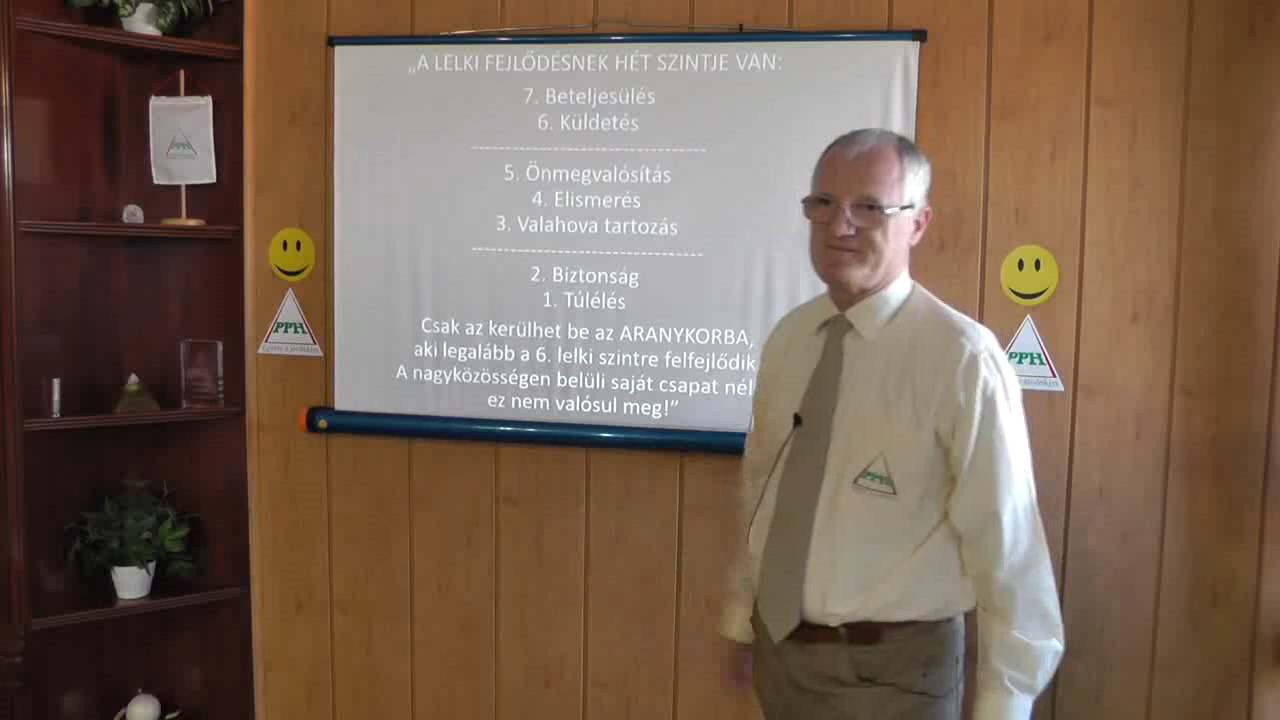 „A LELKI FEJLŐDÉSNEK HÉT SZINTJE VAN:
7. Beteljesülés
6. Küldetés
5. Önmegvalósítás
4. Elismerés
3. Valahova tartozás
2. Biztonság
1. Túlélés
Csak az kerülhet be az ARANYKORBA,
aki legalább a 6. lelki szintre felfejlődik
A nagyközösségen belüli saját csapat nél
ez nem valósul meg!”
PPH
PPH
PPH